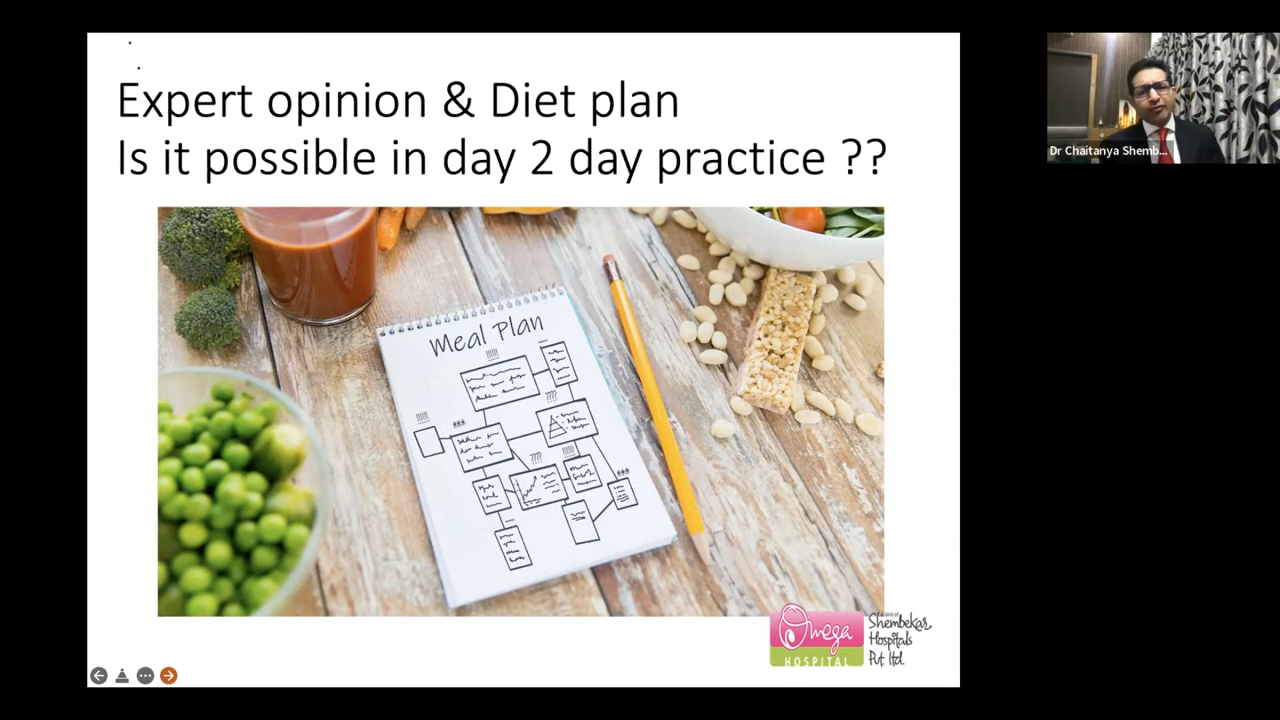 Expert opinion & Diet plan
Is it possible in day 2 day practice ??
Dr Chaitanya Shemb...
Meal Plan
Omega
HOSPITAL
Shembekar
Hospitals
Pvt. ltd.